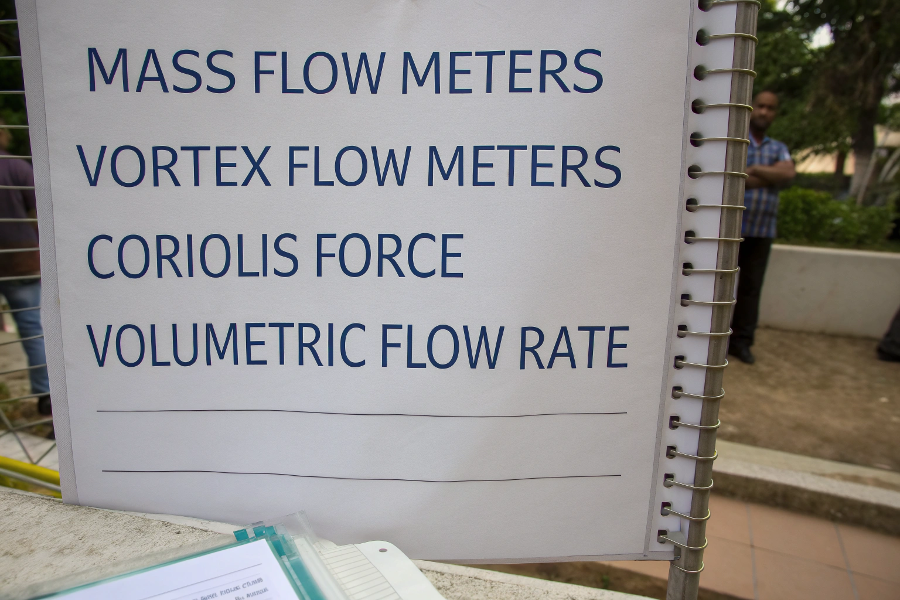 MASS FLOW METERS
VORTEX FLOW METERS
CORIOLIS FORCE
VOLUMETRIC FLOW RATE